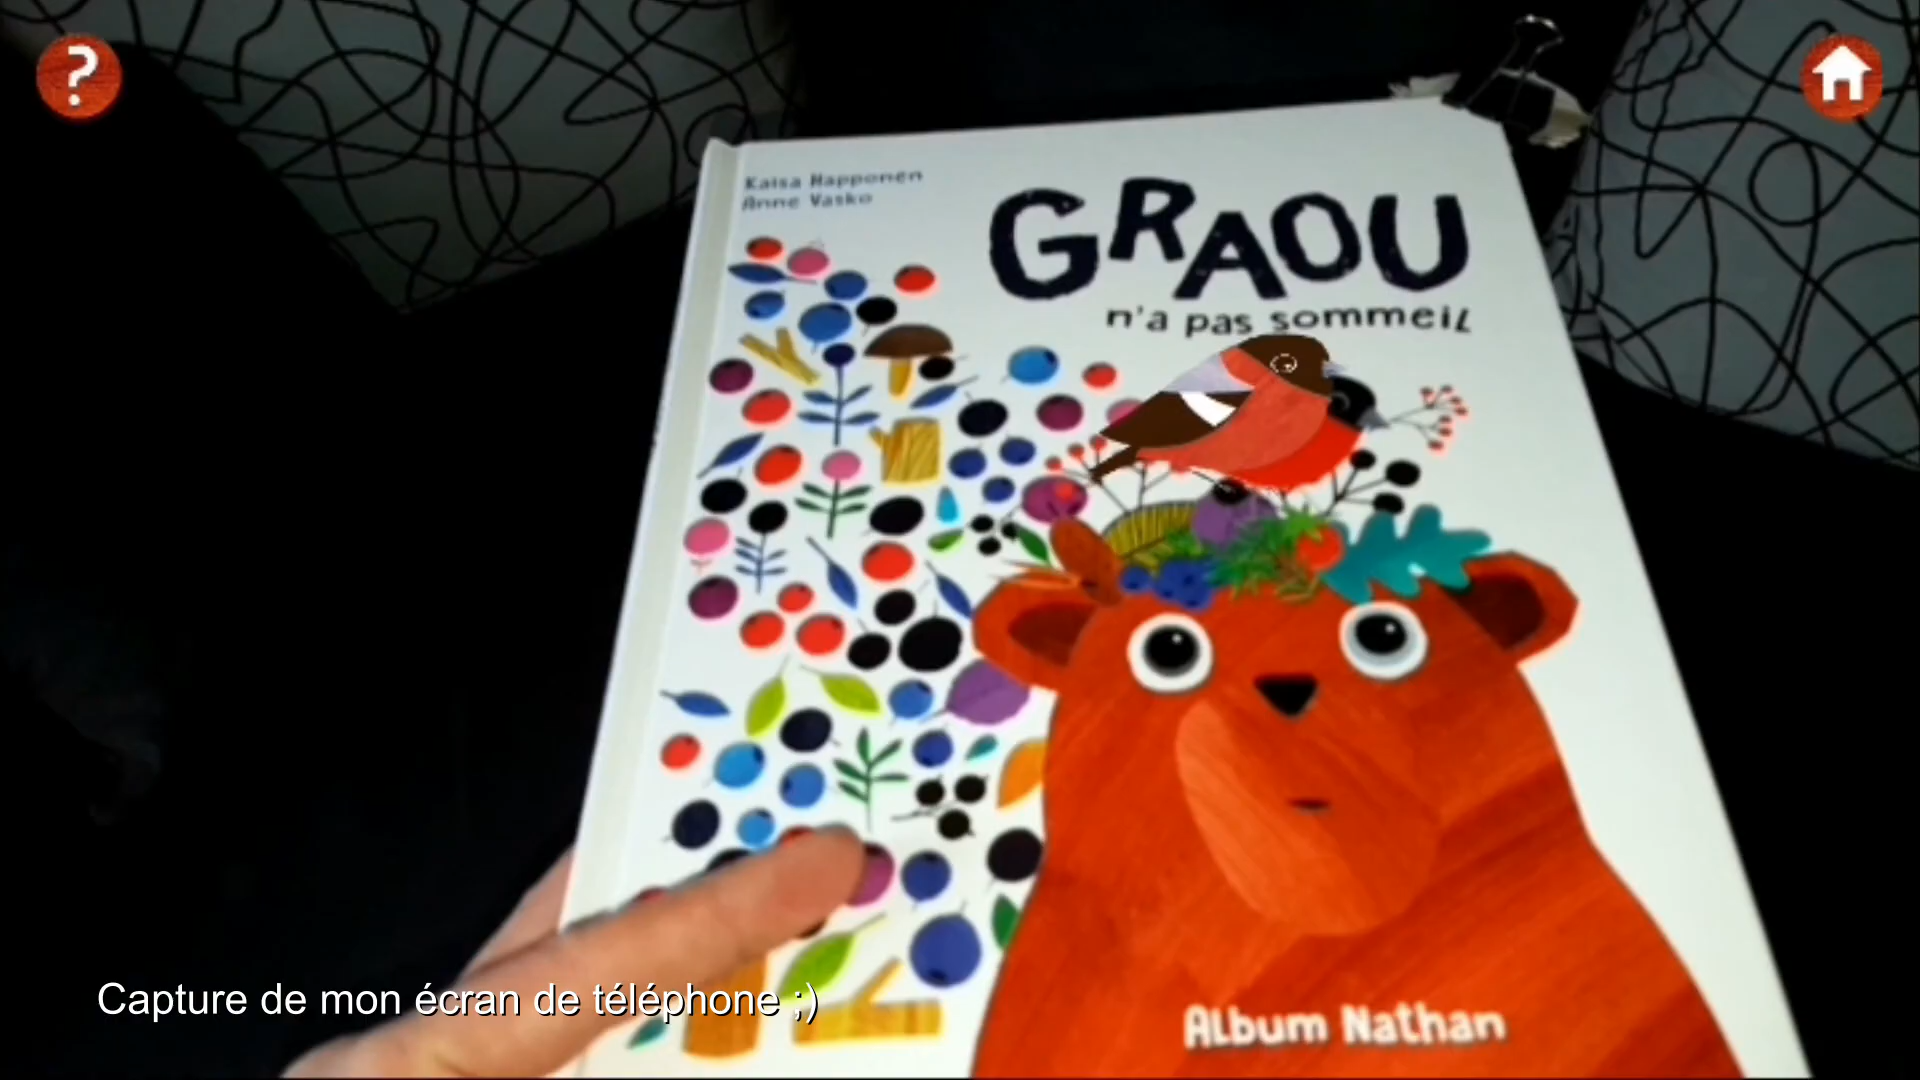 Kaisa Happonen
Anne Vasko
GRAOU
n'a pas sommeil
Capture de mon écran de téléphone ;)
Album Nathan